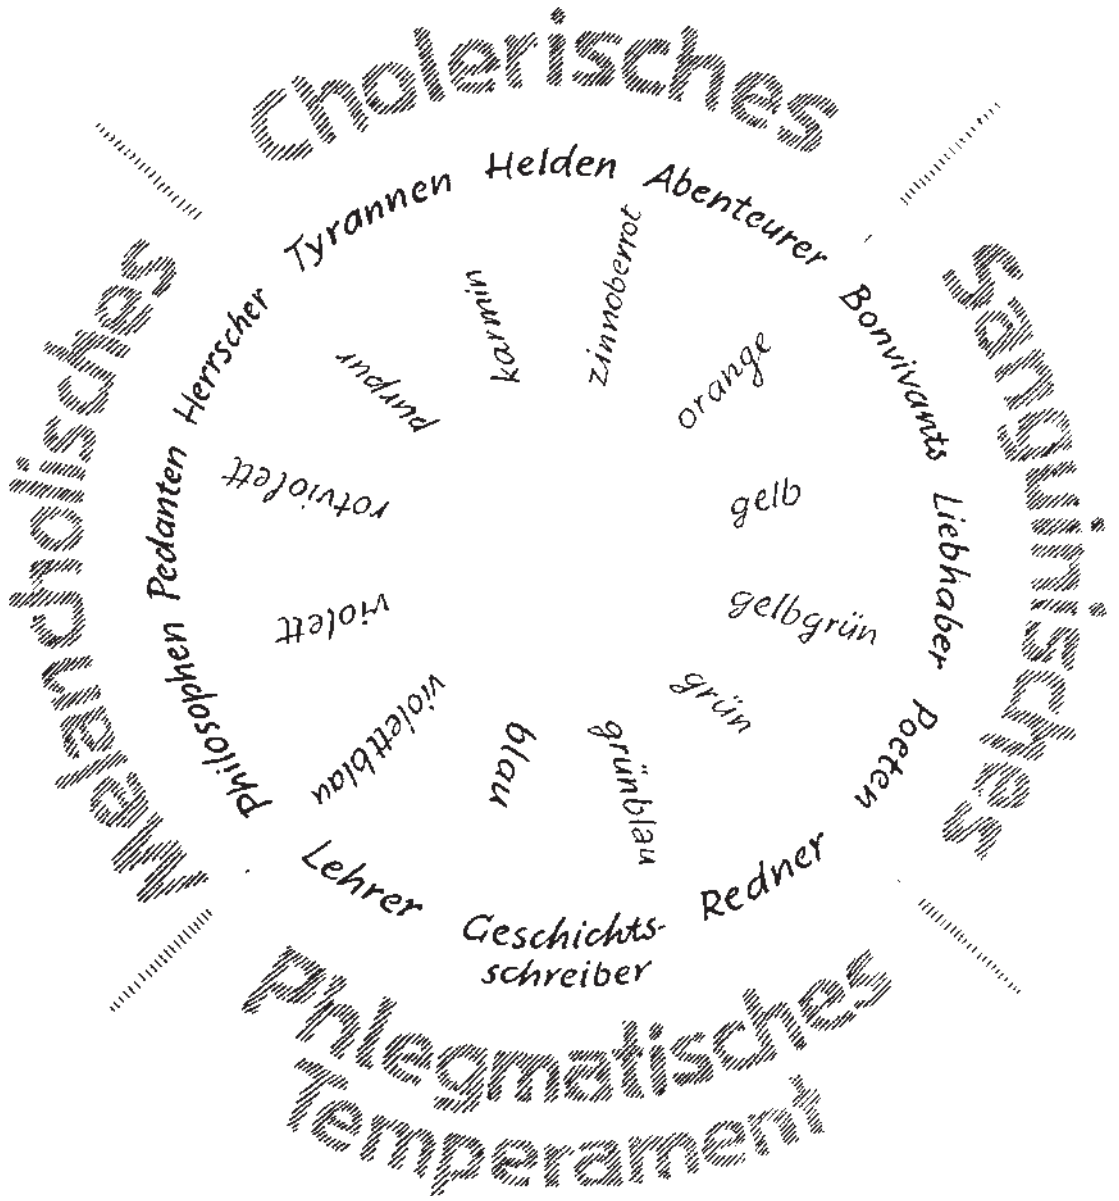 Cholerisches
Tyrannen
Helden
Abenteurer
Sanguinisches
Bonvivants
Liebhaber
Poeten
Phlegmatisches
Temperament
Redner
Geschichts-
schreiber
Lehrer
Melancholisches
Philosophen
Pedanten
Herrscher
purpur
karmin
zinnoberrot
orange
gelb
gelbgrün
grün
grünblau
blau
violettblau
violett
rotviolett